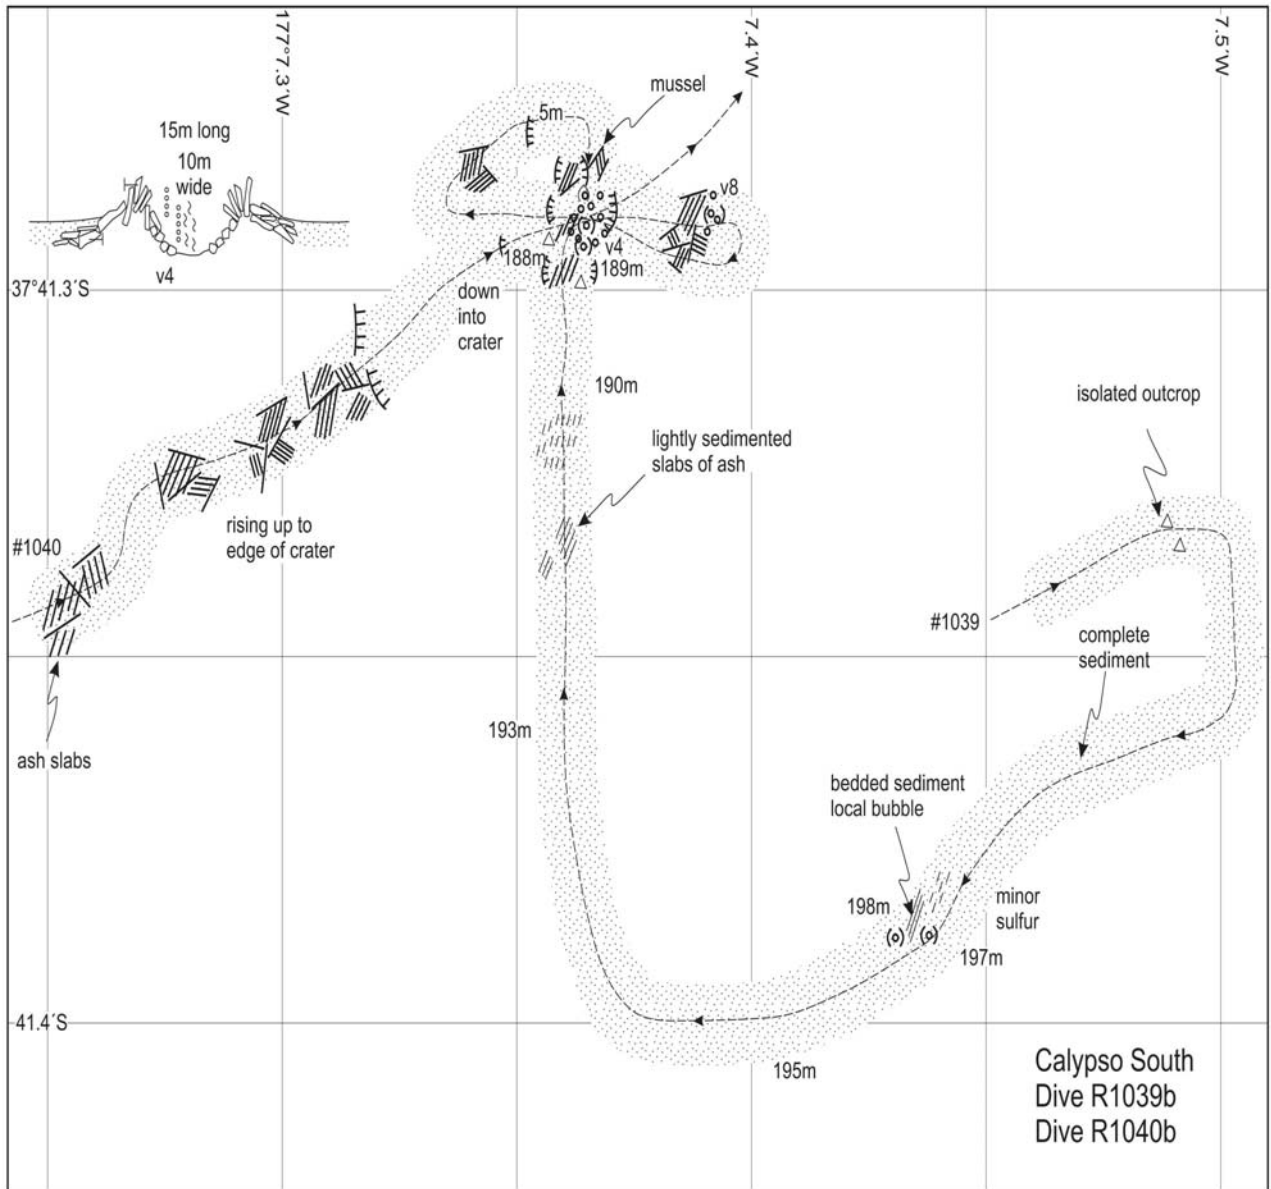 177°7.3´W
7.4´W
7.5´W
mussel
5m
15m long
10m
wide
v8
v4
v4
188m
189m
37°41.3´S
down
into
crater
190m
isolated outcrop
lightly sedimented
slabs of ash
rising up to
edge of crater
#1040
#1039
complete
sediment
193m
ash slabs
bedded sediment
local bubble
198m
minor
sulfur
197m
41.4´S
195m
Calypso South
Dive R1039b
Dive R1040b